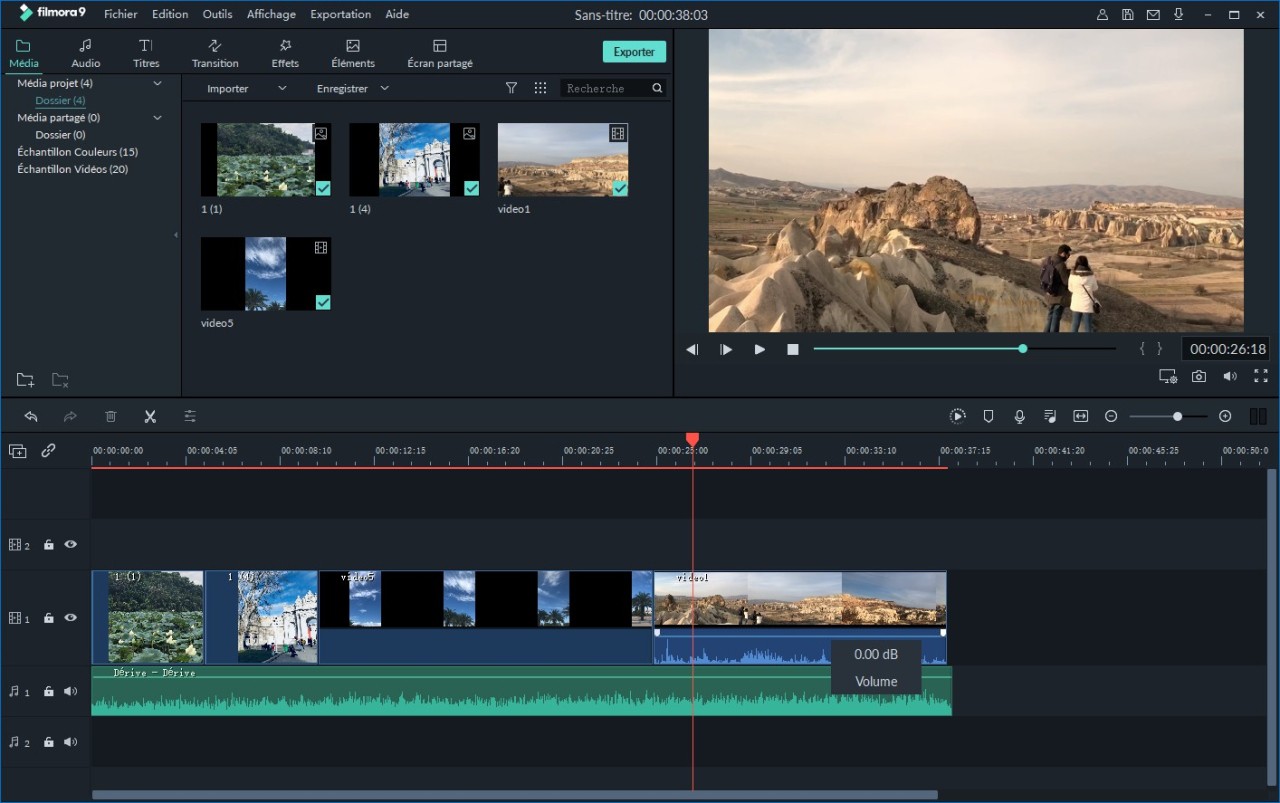 filmora9 Fichier Edition Outils Affichage Exportation Aide Sans-titre: 00:00:38:03
Média Audio Titres Transition Effets Éléments Écran partagé Exporter
Média projet (4)
Dossier (4)
Média partagé (0)
Dossier (0)
Échantillon Couleurs (15)
Échantillon Vidéos (20)
Importer Enregistrer Recherche
1 (1) 1 (4) video1
video5
{ } 00:00:26:18
00:00:00:00 00:00:04:05 00:00:08:10 00:00:12:15 00:00:16:20 00:00:20:25 00:00:25:00 00:00:29:05 00:00:33:10 00:00:37:15 00:00:41:20 00:00:45:25 00:00:50:0
2
1 (1) 1 (4) video5 video1
1
0.00 dB
Volume
Dérive - Dérive
1
2